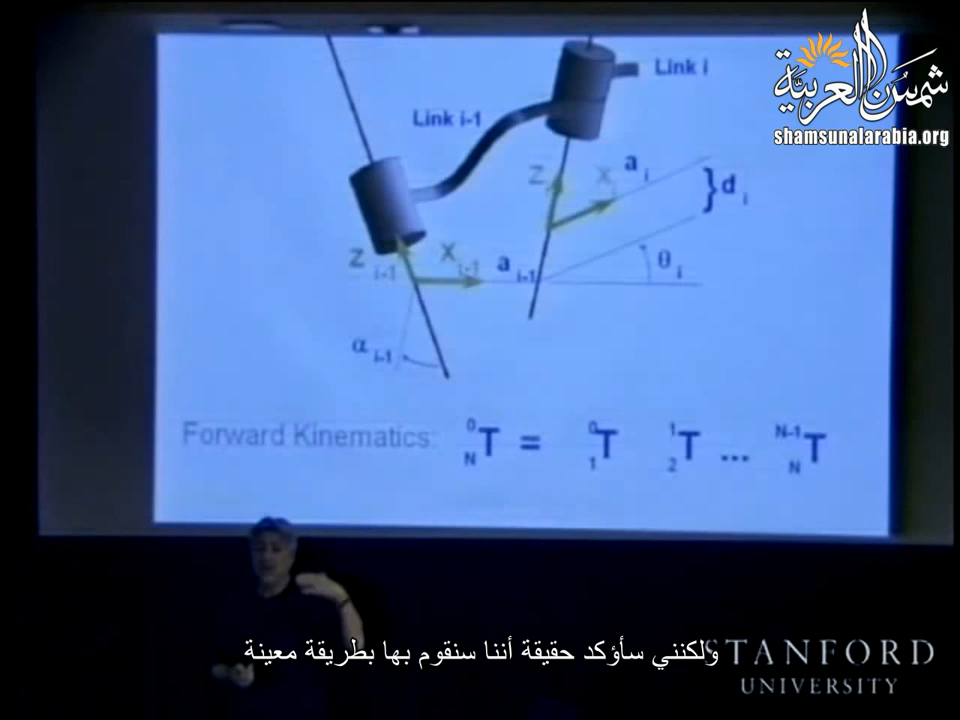 شمس العربية
shamsunalarabia.org
Link i
Link i-1
Z i
X i
a i
} d i
Z i-1
X i-1
a i-1
θ i
α i-1
Forward Kinematics: ⁰ₙT = ⁰₁T ¹₂T ... ᴺ⁻¹ₙT
ولكنني سأؤكد حقيقة أننا سنقوم بها بطريقة معينة
STANFORD
UNIVERSITY